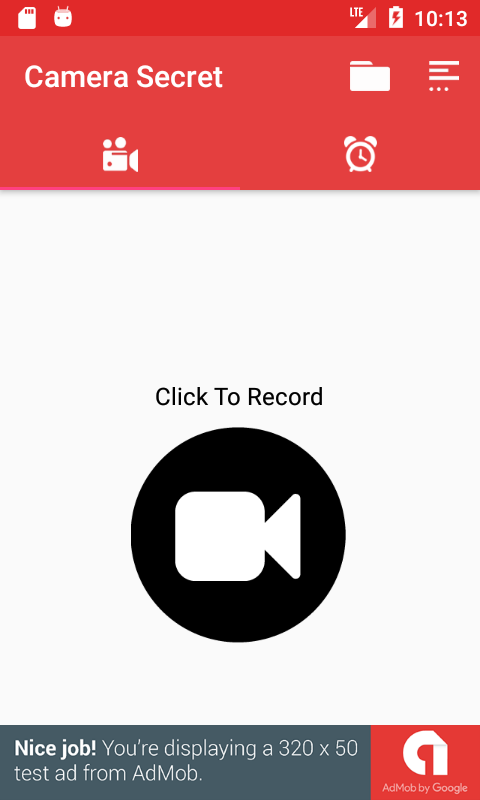 LTE
10:13
Camera Secret
Click To Record
Nice job! You're displaying a 320 x 50
test ad from AdMob.
AdMob by Google